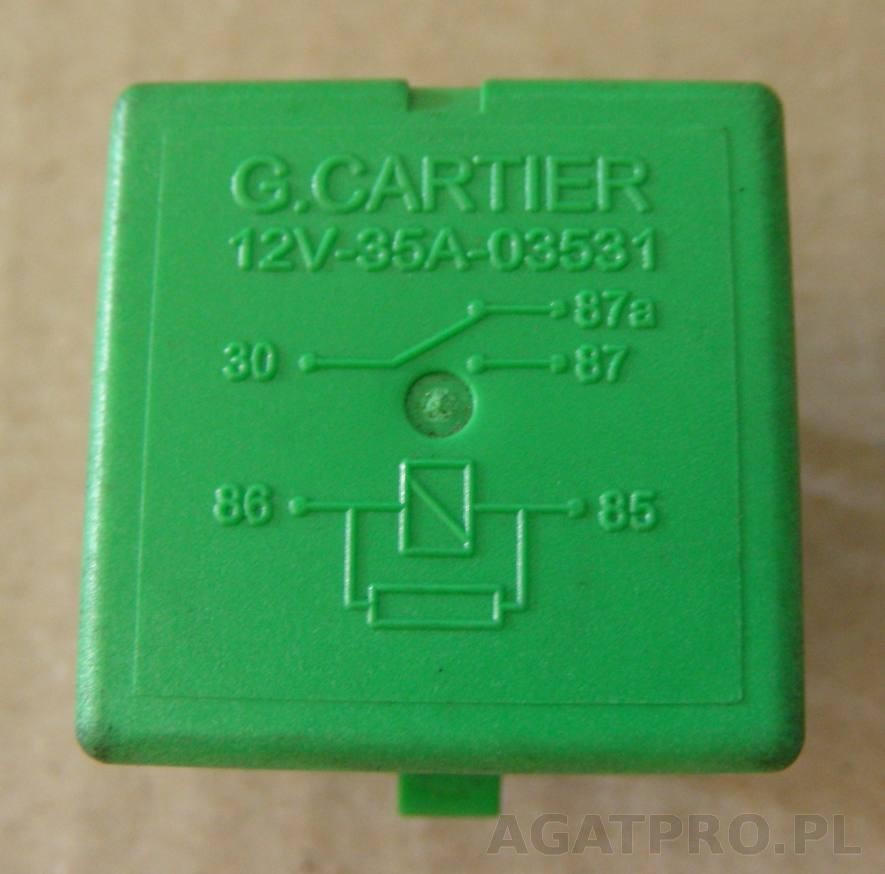 G.CARTIER
12V-35A-03531
87a
30 87
86 85
AGATPRO.PL